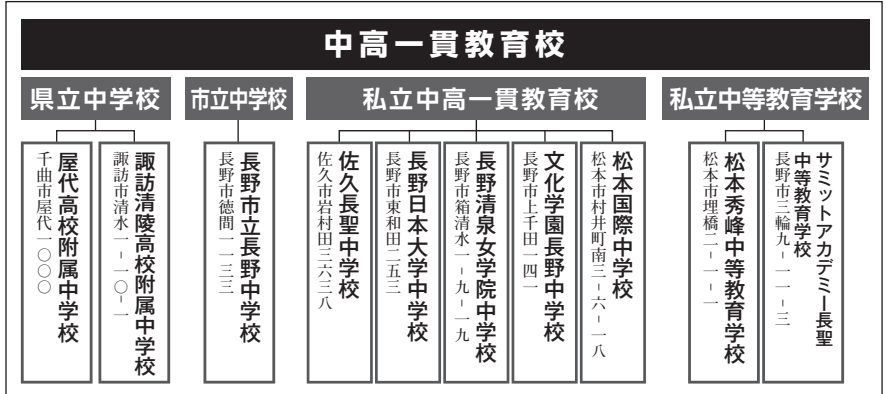 中高一貫教育校
県立中学校
屋代高校附属中学校
千曲市屋代一〇〇〇
諏訪清陵高校附属中学校
諏訪市清水一-一〇-一
市立中学校
長野市立長野中学校
長野市徳間一一三三
私立中高一貫教育校
佐久長聖中学校
佐久市岩村田三六三八
長野日本大学中学校
長野市東和田二五三
長野清泉女学院中学校
長野市箱清水一-九-一九
文化学園長野中学校
長野市上千田一四一
松本国際中学校
松本市村井町南三-六-一八
私立中等教育学校
松本秀峰中等教育学校
松本市埋橋二-一-一
サミットアカデミー長聖
中等教育学校
長野市三輪九-一一-三